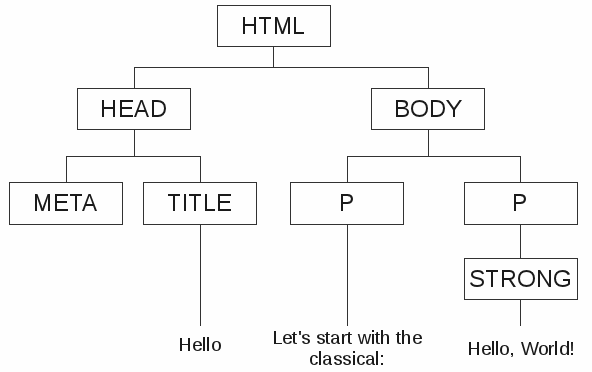 HTML
HEAD
BODY
META
TITLE
P
P
STRONG
Hello
Let's start with the
classical:
Hello, World!